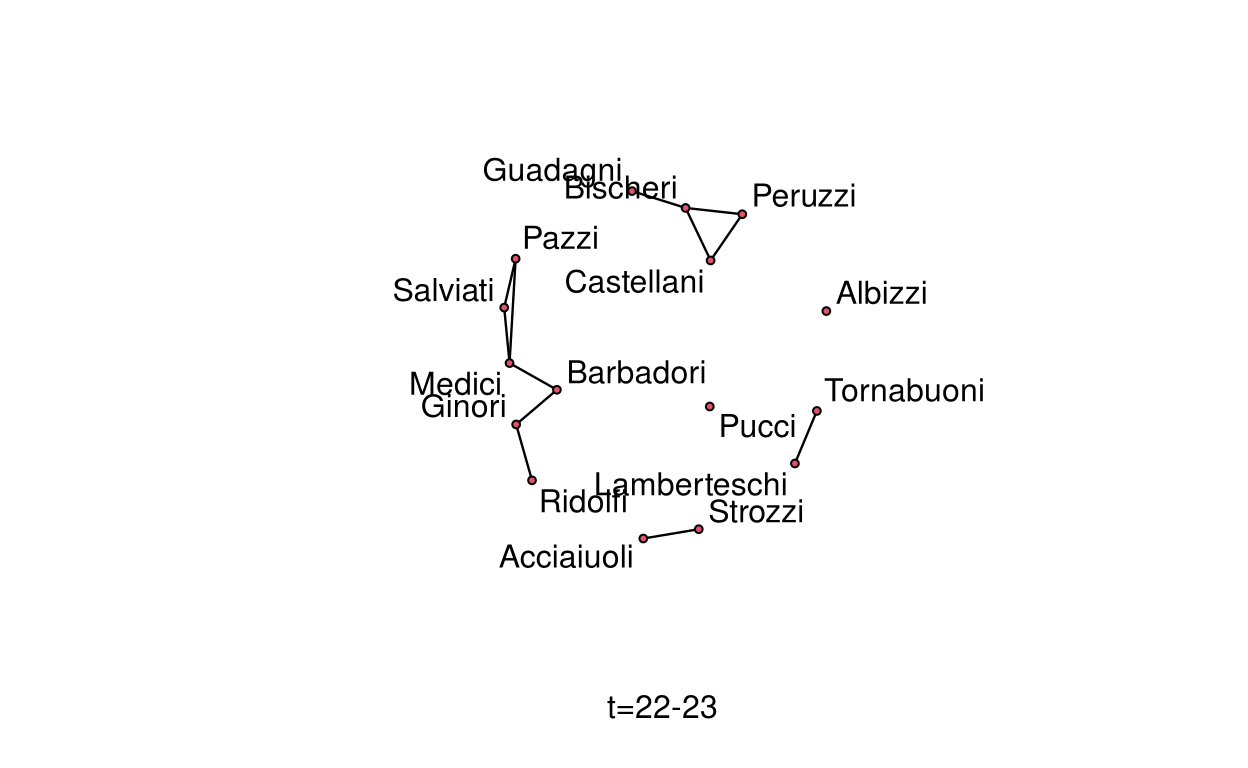 Guadagni
Bischeri
Peruzzi
Pazzi
Castellani
Salviati
Albizzi
Barbadori
Medici
Tornabuoni
Ginori
Pucci
Lamberteschi
Ridolfi
Strozzi
Acciaiuoli
t=22-23